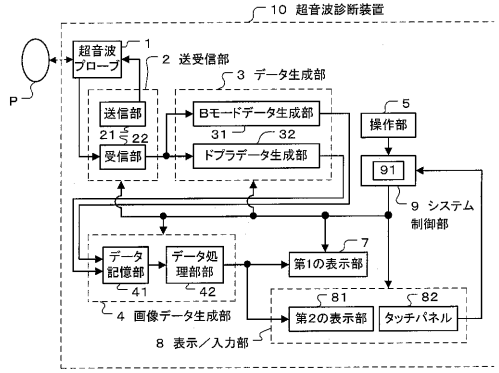 10 超音波診断装置
1
超音波
プローブ
P
2 送受信部
送信部
21
22
受信部
3 データ生成部
Bモードデータ生成部
31
32
ドプラデータ生成部
5
操作部
91
9 システム
制御部
データ
記憶部
41
データ処
理部部
42
4 画像データ生成部
7
第1の表示部
81
第2の表示部
82
タッチパネル
8 表示/入力部